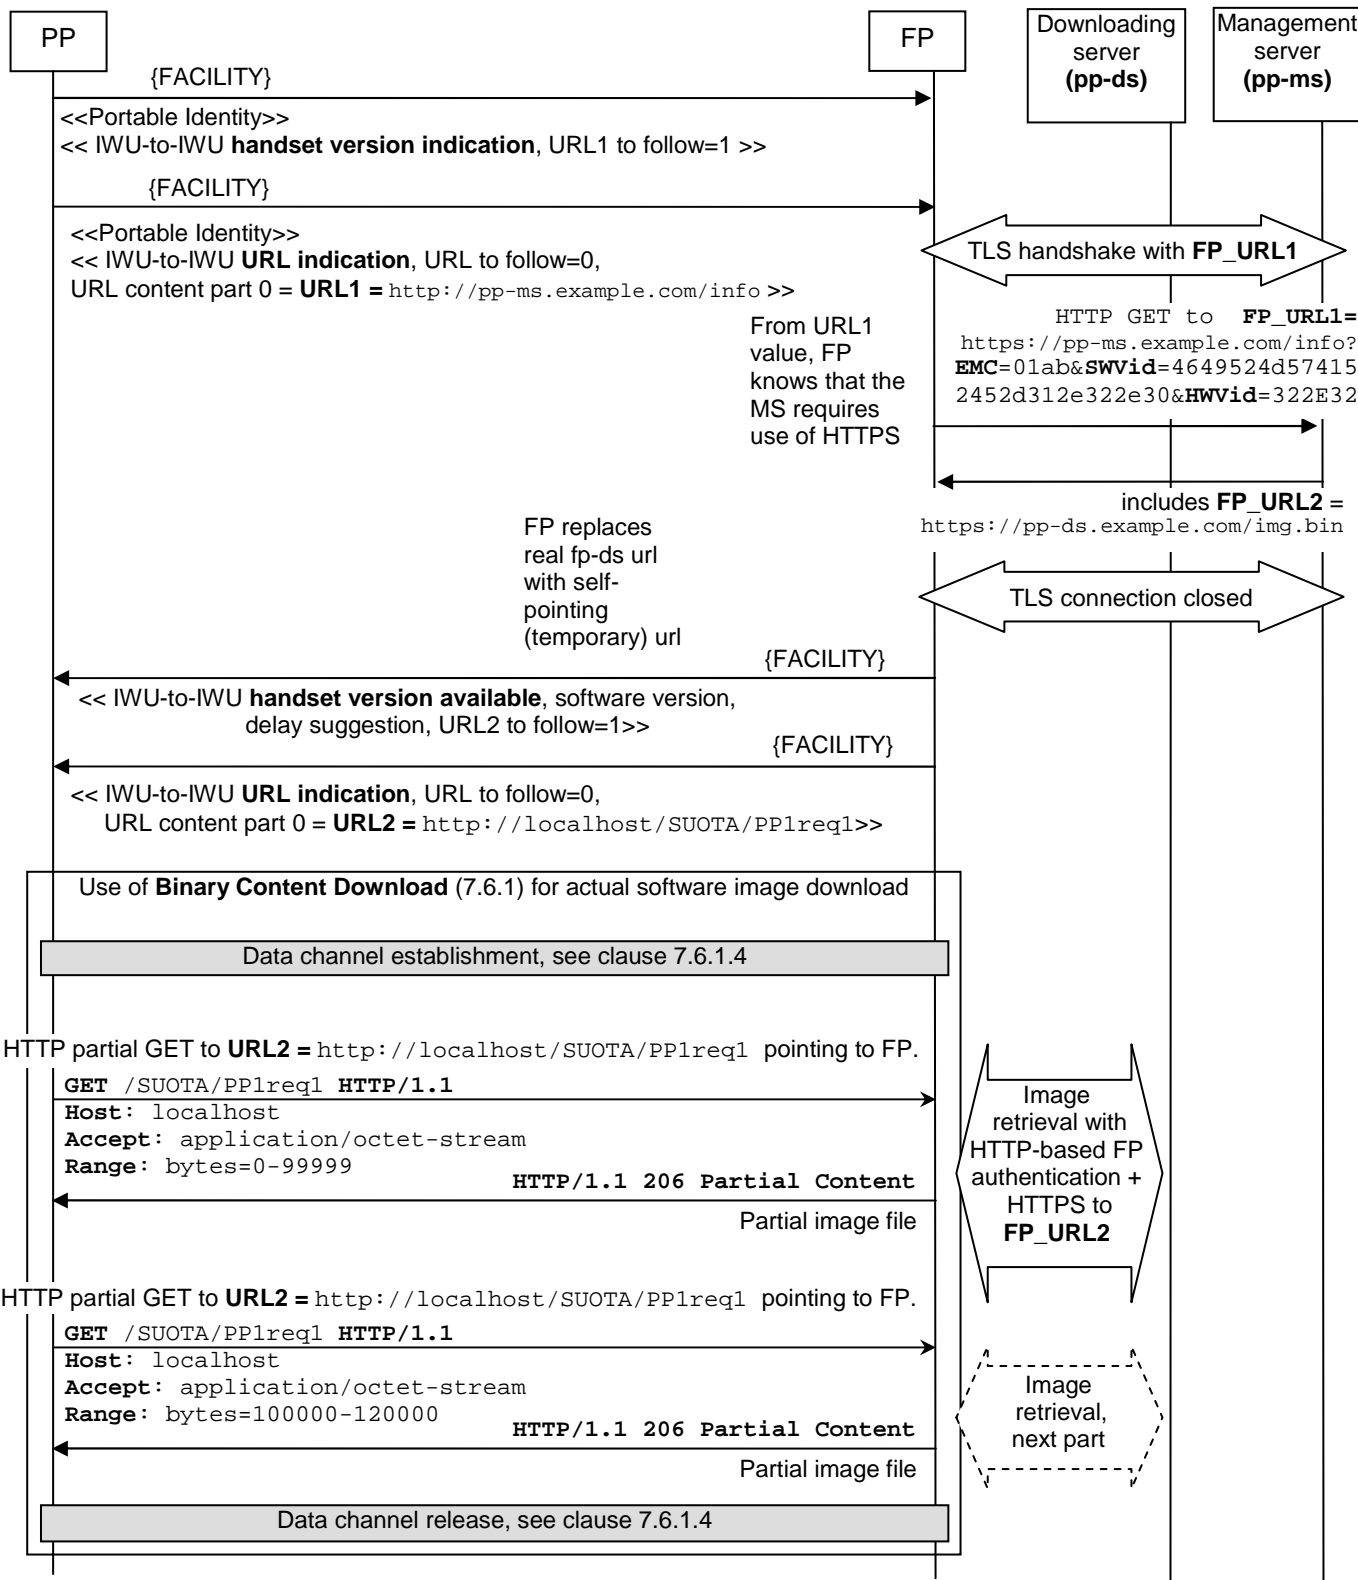 PP
FP
Downloading
server
(pp-ds)
Management
server
(pp-ms)
{FACILITY}
<<Portable Identity>>
<< IWU-to-IWU handset version indication, URL1 to follow=1 >>
{FACILITY}
<<Portable Identity>>
<< IWU-to-IWU URL indication, URL to follow=0,
URL content part 0 = URL1 = http://pp-ms.example.com/info >>
TLS handshake with FP_URL1
From URL1
value, FP
knows that the
MS requires
use of HTTPS
HTTP GET to FP_URL1=
https://pp-ms.example.com/info?
EMC=01ab&SWVid=4649524d57415
2452d312e322e30&HWVid=322E32
includes FP_URL2 =
https://pp-ds.example.com/img.bin
FP replaces
real fp-ds url
with self-
pointing
(temporary) url
TLS connection closed
{FACILITY}
<< IWU-to-IWU handset version available, software version,
delay suggestion, URL2 to follow=1>>
{FACILITY}
<< IWU-to-IWU URL indication, URL to follow=0,
URL content part 0 = URL2 = http://localhost/SUOTA/PP1req1>>
Use of Binary Content Download (7.6.1) for actual software image download
Data channel establishment, see clause 7.6.1.4
HTTP partial GET to URL2 = http://localhost/SUOTA/PP1req1 pointing to FP.
GET /SUOTA/PP1req1 HTTP/1.1
Host: localhost
Accept: application/octet-stream
Range: bytes=0-99999
HTTP/1.1 206 Partial Content
Partial image file
Image
retrieval with
HTTP-based FP
authentication +
HTTPS to
FP_URL2
HTTP partial GET to URL2 = http://localhost/SUOTA/PP1req1 pointing to FP.
GET /SUOTA/PP1req1 HTTP/1.1
Host: localhost
Accept: application/octet-stream
Range: bytes=100000-120000
HTTP/1.1 206 Partial Content
Partial image file
Image
retrieval,
next part
Data channel release, see clause 7.6.1.4